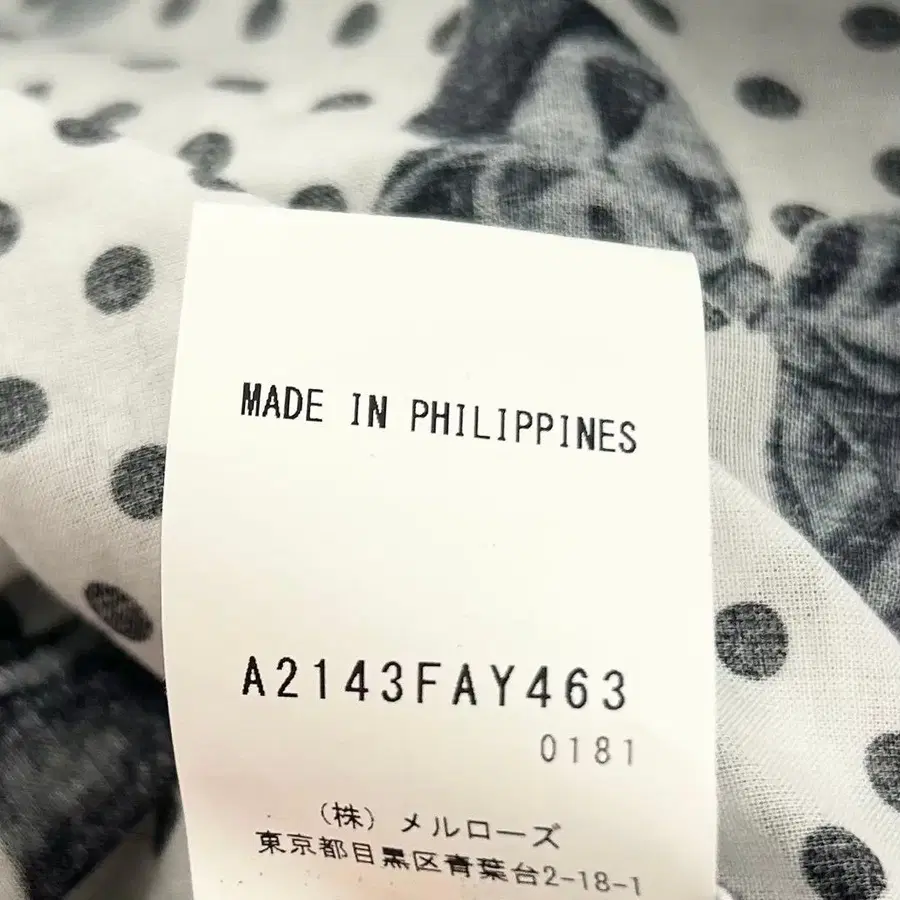 MADE IN PHILIPPINES
A2143FAY463
0181
（株）メルローズ
東京都目黒区青葉台2-18-1